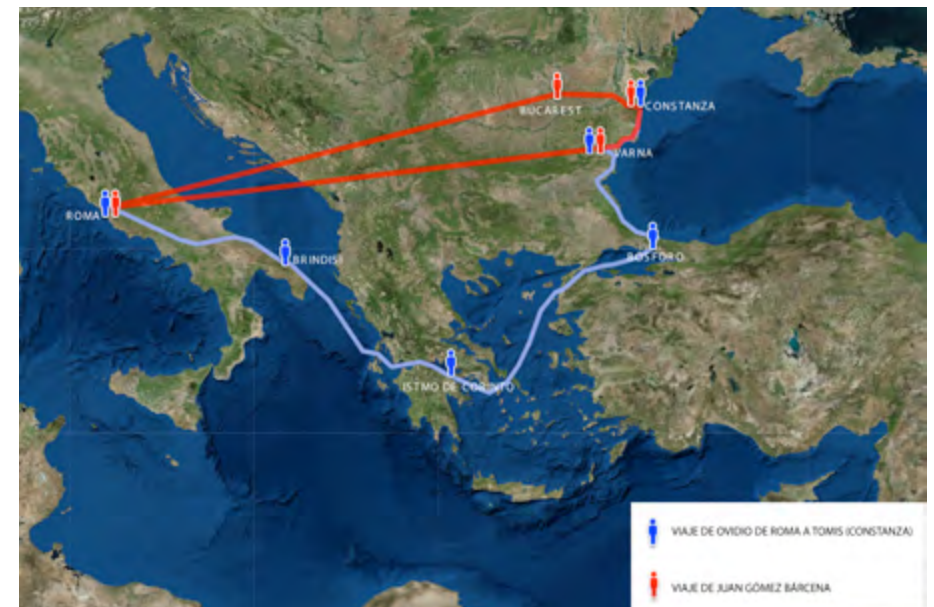 BUCAREST
CONSTANZA
VARNA
ROMA
BRINDISI
BÓSFORO
ISTMO DE CORINTO
VIAJE DE OVIDIO DE ROMA A TOMIS (CONSTANZA)
VIAJE DE JUAN GÓMEZ BÁRCENA